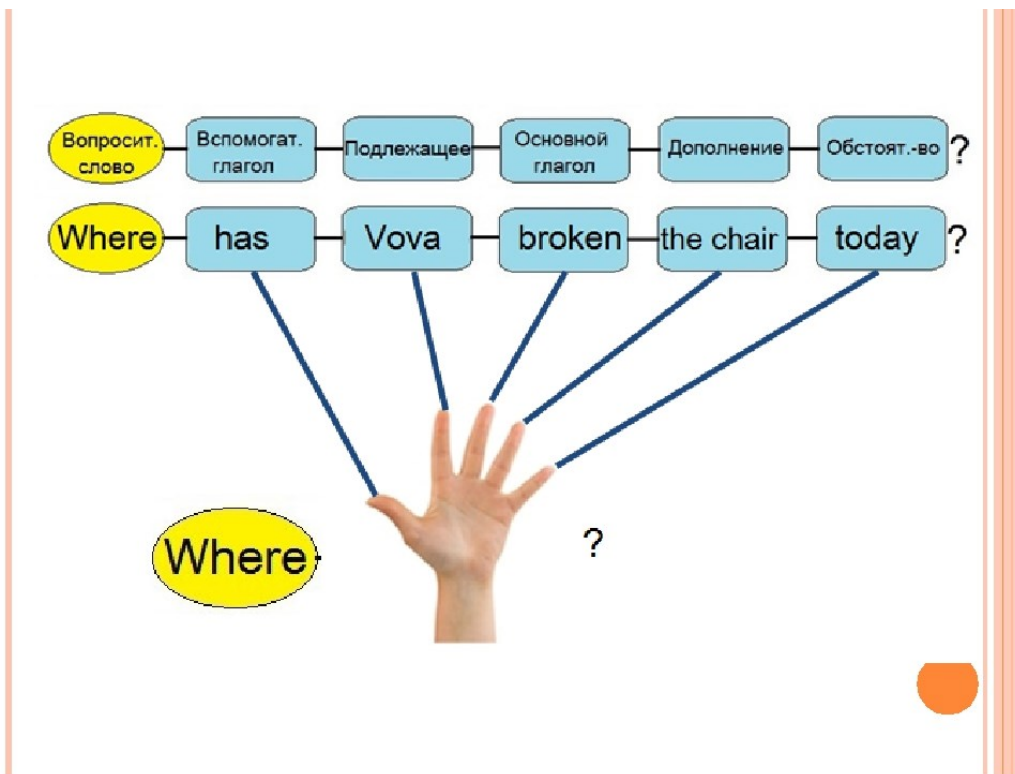 Вопросит. слово Вспомогат. глагол Подлежащее Основной глагол Дополнение Обстоят.-во ?
Where has Vova broken the chair today ?
Where ?